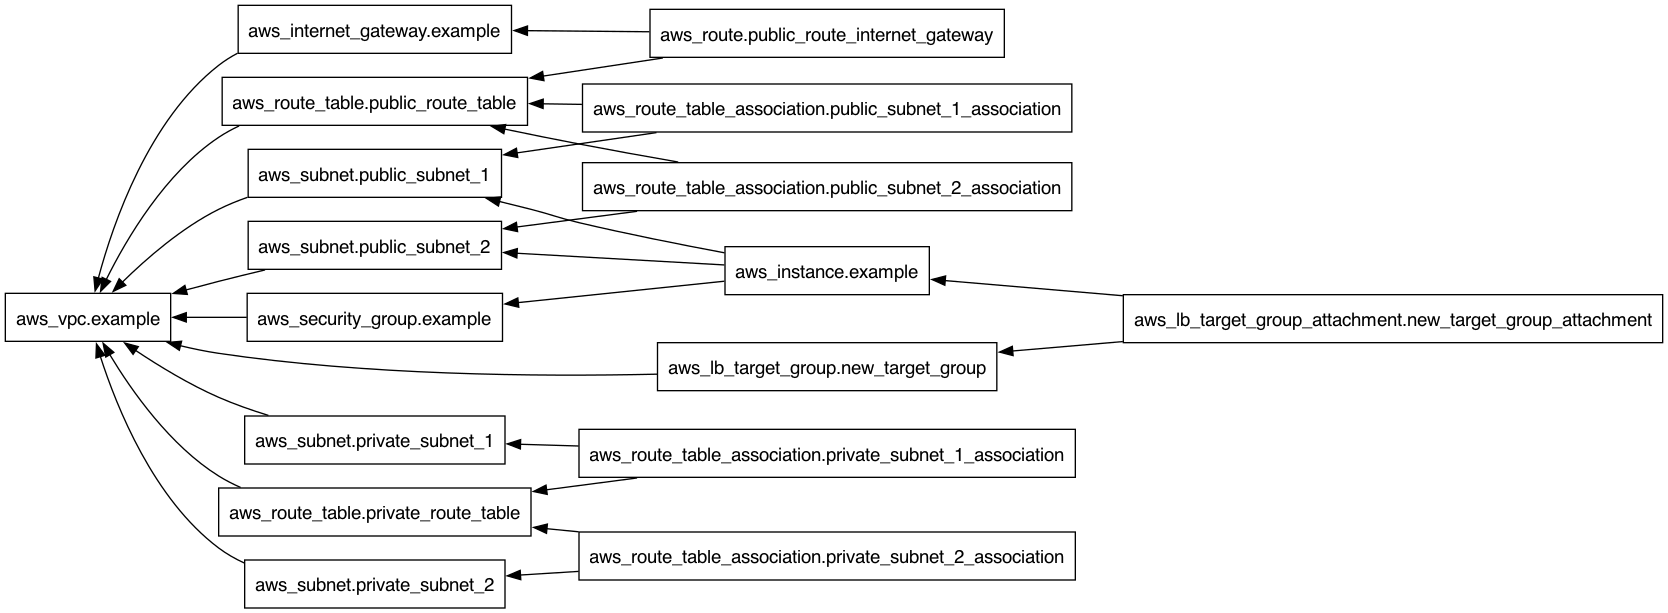 aws_internet_gateway.example
aws_route.public_route_internet_gateway
aws_route_table.public_route_table
aws_route_table_association.public_subnet_1_association
aws_subnet.public_subnet_1
aws_route_table_association.public_subnet_2_association
aws_subnet.public_subnet_2
aws_instance.example
aws_vpc.example
aws_security_group.example
aws_lb_target_group_attachment.new_target_group_attachment
aws_lb_target_group.new_target_group
aws_subnet.private_subnet_1
aws_route_table_association.private_subnet_1_association
aws_route_table.private_route_table
aws_route_table_association.private_subnet_2_association
aws_subnet.private_subnet_2